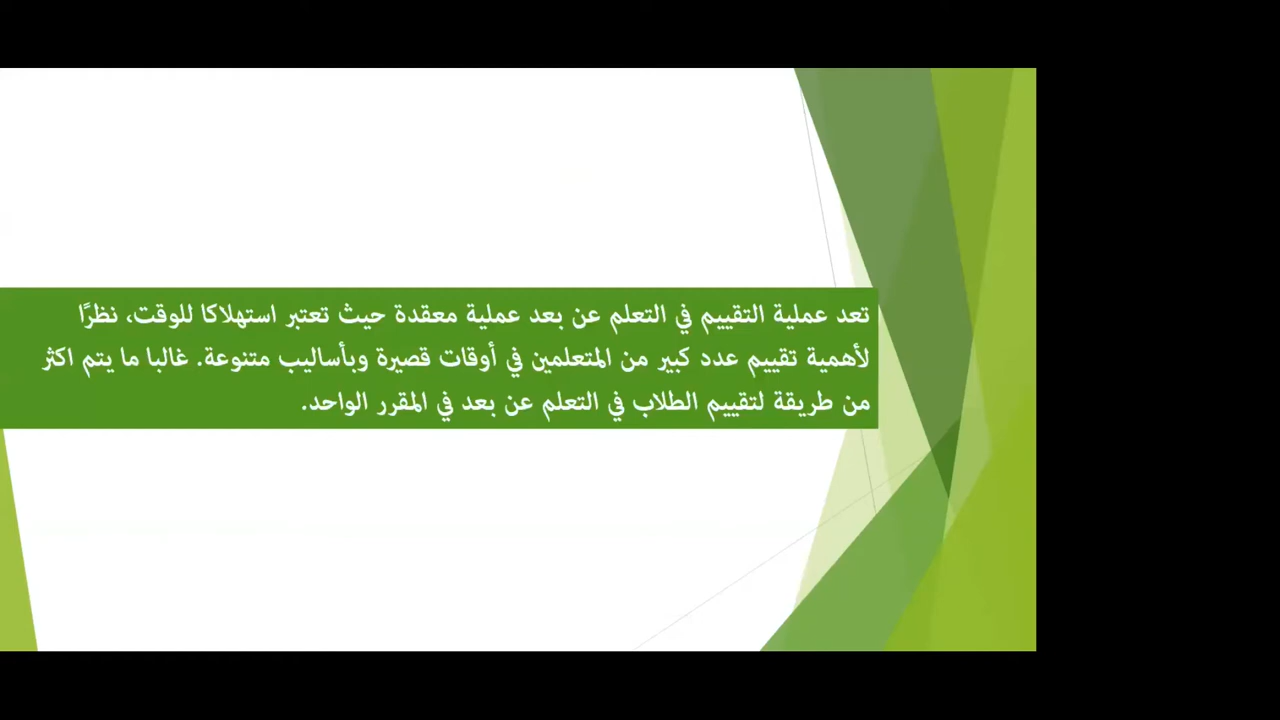 تعد عملية التقييم في التعلم عن بعد عملية معقدة حيث تعتبر استهلاكا للوقت، نظرًا
لأهمية تقييم عدد كبير من المتعلمين في أوقات قصيرة وبأساليب متنوعة. غالبا ما يتم اكثر
من طريقة لتقييم الطلاب في التعلم عن بعد في المقرر الواحد.